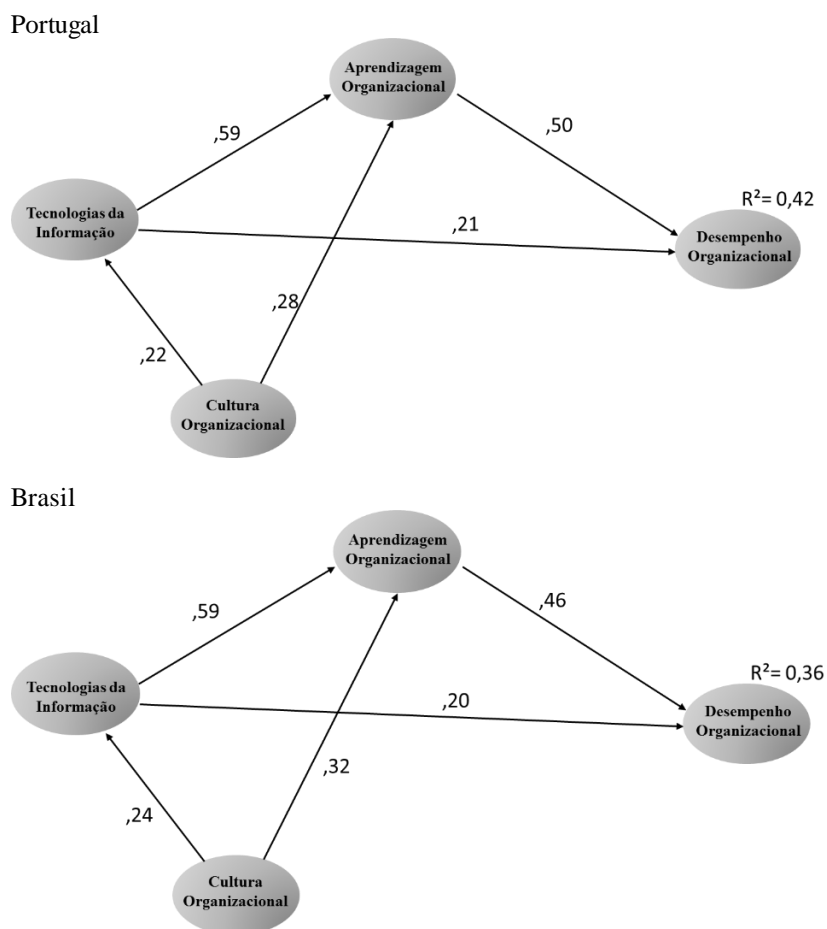 Portugal
Aprendizagem
Organizacional
,59
,50
R²= 0,42
Tecnologias da
Informação
,21
Desempenho
Organizacional
,28
,22
Cultura
Organizacional
Brasil
Aprendizagem
Organizacional
,59
,46
R²= 0,36
Tecnologias da
Informação
,20
Desempenho
Organizacional
,32
,24
Cultura
Organizacional